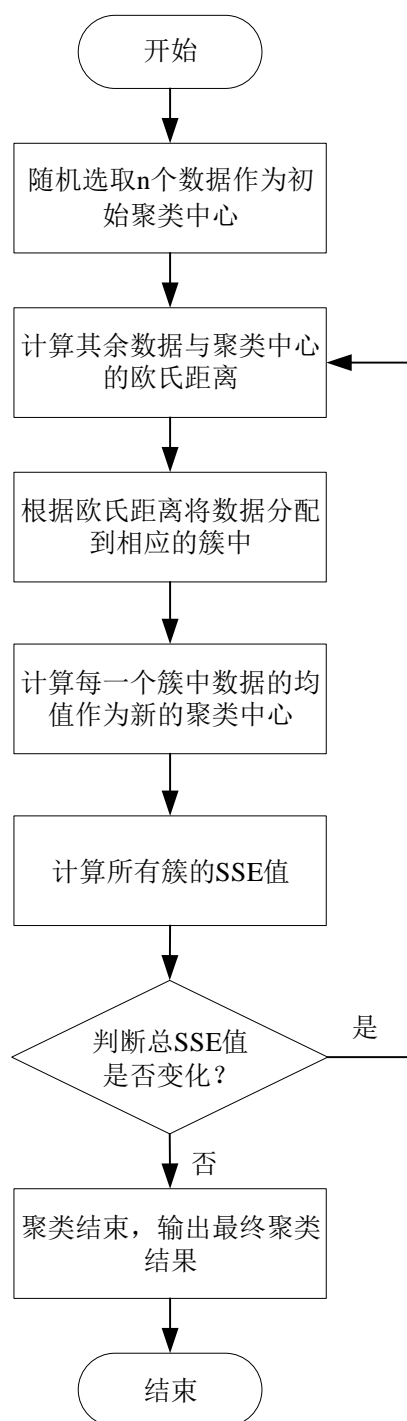 开始
随机选取n个数据作为初
始聚类中心
计算其余数据与聚类中心
的欧氏距离
根据欧氏距离将数据分配
到相应的簇中
计算每一个簇中数据的均
值作为新的聚类中心
计算所有簇的SSE值
判断总SSE值
是否变化？
是
否
聚类结束，输出最终聚类
结果
结束